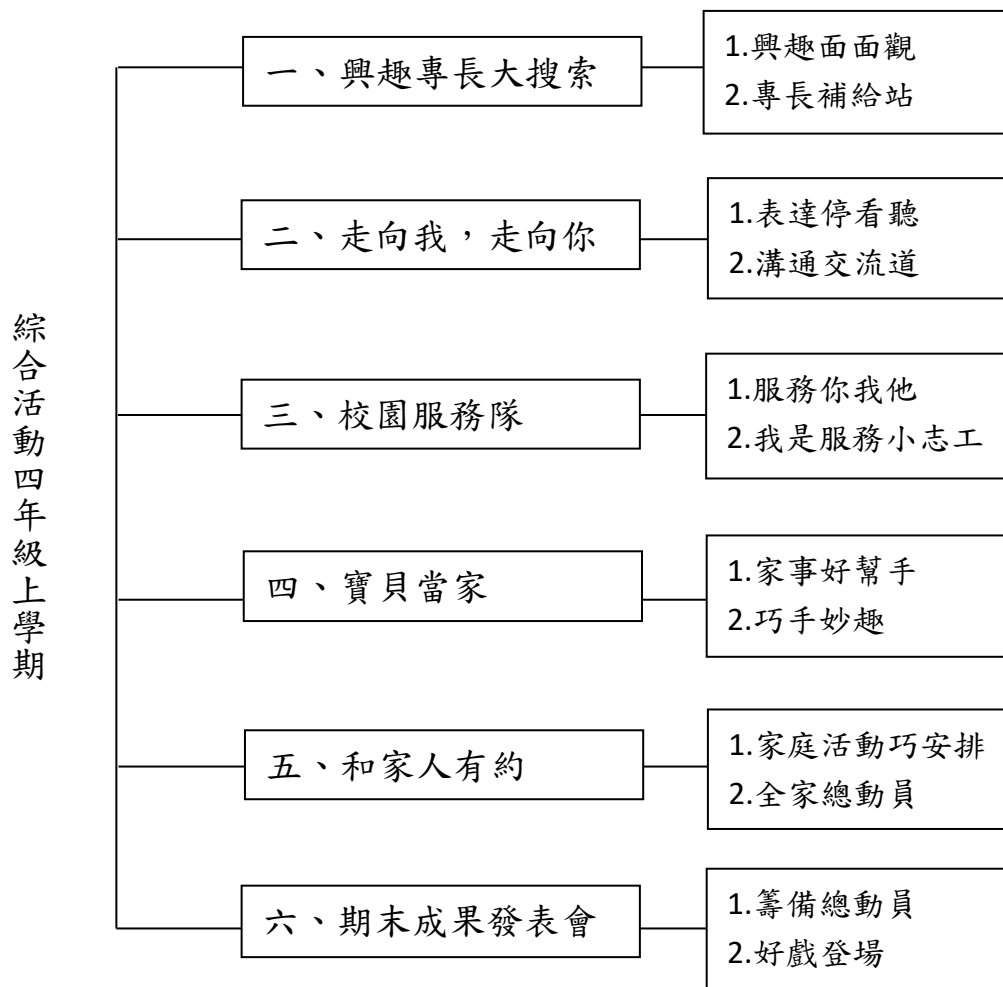 綜合活動四年級上學期
一、興趣專長大搜索
1.興趣面面觀
2.專長補給站
二、走向我，走向你
1.表達停看聽
2.溝通交流道
三、校園服務隊
1.服務你我他
2.我是服務小志工
四、寶貝當家
1.家事好幫手
2.巧手妙趣
五、和家人有約
1.家庭活動巧安排
2.全家總動員
六、期末成果發表會
1.籌備總動員
2.好戲登場